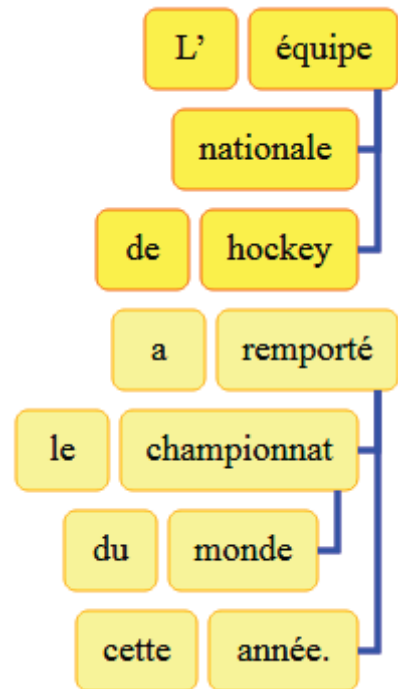 L’ équipe
nationale
de hockey
a remporté
le championnat
du monde
cette année.